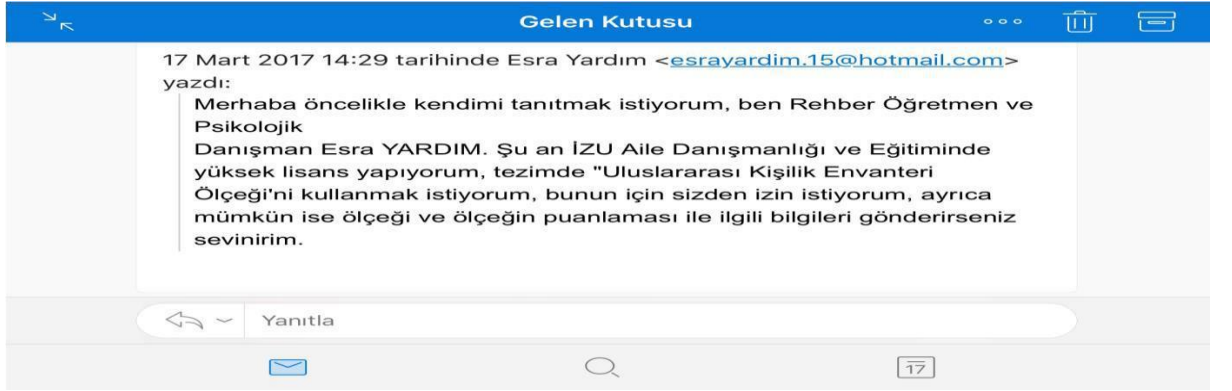 Gelen Kutusu
17 Mart 2017 14:29 tarihinde Esra Yardım <esrayardim.15@hotmail.com>
yazdı:
Merhaba öncelikle kendimi tanıtmak istiyorum, ben Rehber Öğretmen ve
Psikolojik
Danışman Esra YARDIM. Şu an İZU Aile Danışmanlığı ve Eğitiminde
yüksek lisans yapıyorum, tezimde "Uluslararası Kişilik Envanteri
Ölçeği'ni kullanmak istiyorum, bunun için sizden izin istiyorum, ayrıca
mümkün ise ölçeği ve ölçeğin puanlaması ile ilgili bilgileri gönderirseniz
sevinirim.
Yanıtla
17